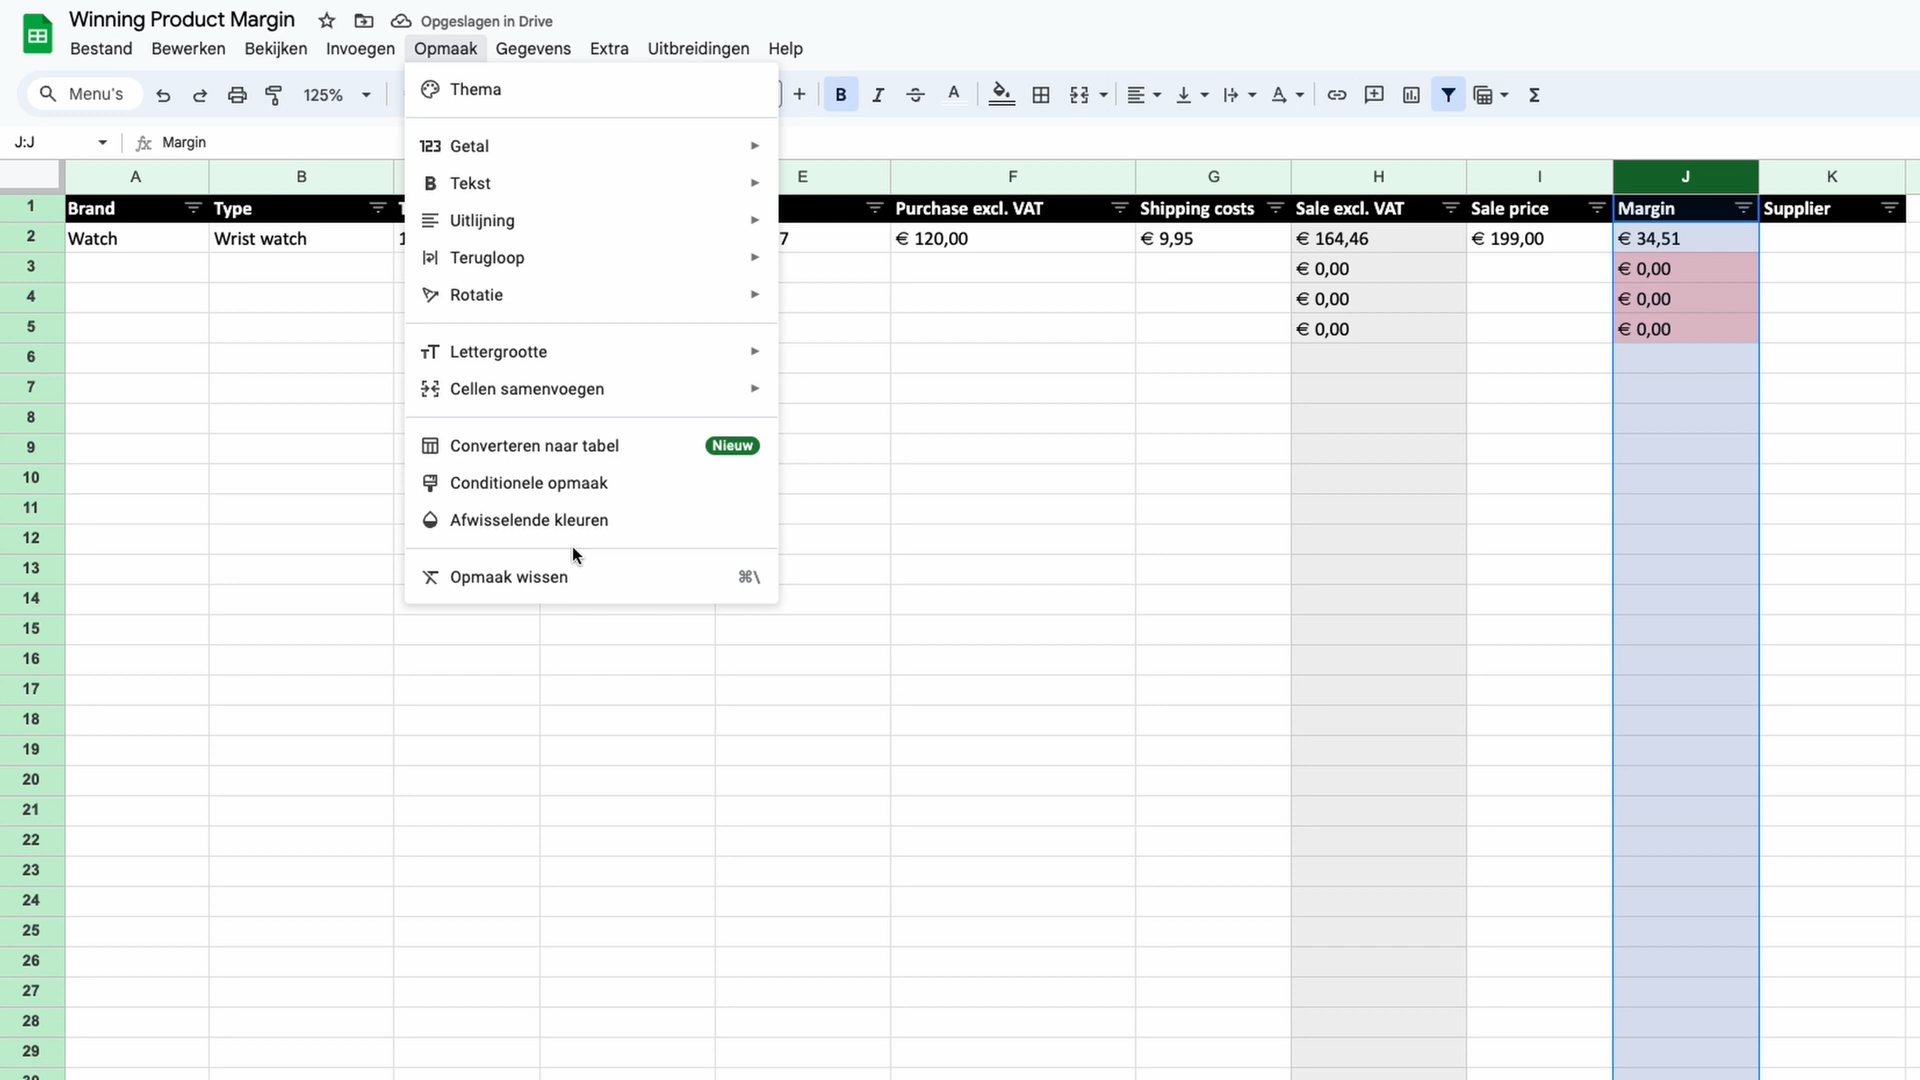 Winning Product Margin Opgeslagen in Drive
Bestand Bewerken Bekijken Invoegen Opmaak Gegevens Extra Uitbreidingen Help
Menu's 125% + B I A A Σ
J:J fx Margin
Thema
123 Getal
B Tekst
Uitlijning
Terugloop
Rotatie
Lettergrootte
Cellen samenvoegen
Converteren naar tabel Nieuw
Conditionele opmaak
Afwisselende kleuren
Opmaak wissen ⌘\
A B E F G H I J K
1 Brand Type Purchase excl. VAT Shipping costs Sale excl. VAT Sale price Margin Supplier
2 Watch Wrist watch 1 7 € 120,00 € 9,95 € 164,46 € 199,00 € 34,51
3 € 0,00 € 0,00
4 € 0,00 € 0,00
5 € 0,00 € 0,00
6
7
8
9
10
11
12
13
14
15
16
17
18
19
20
21
22
23
24
25
26
27
28
29